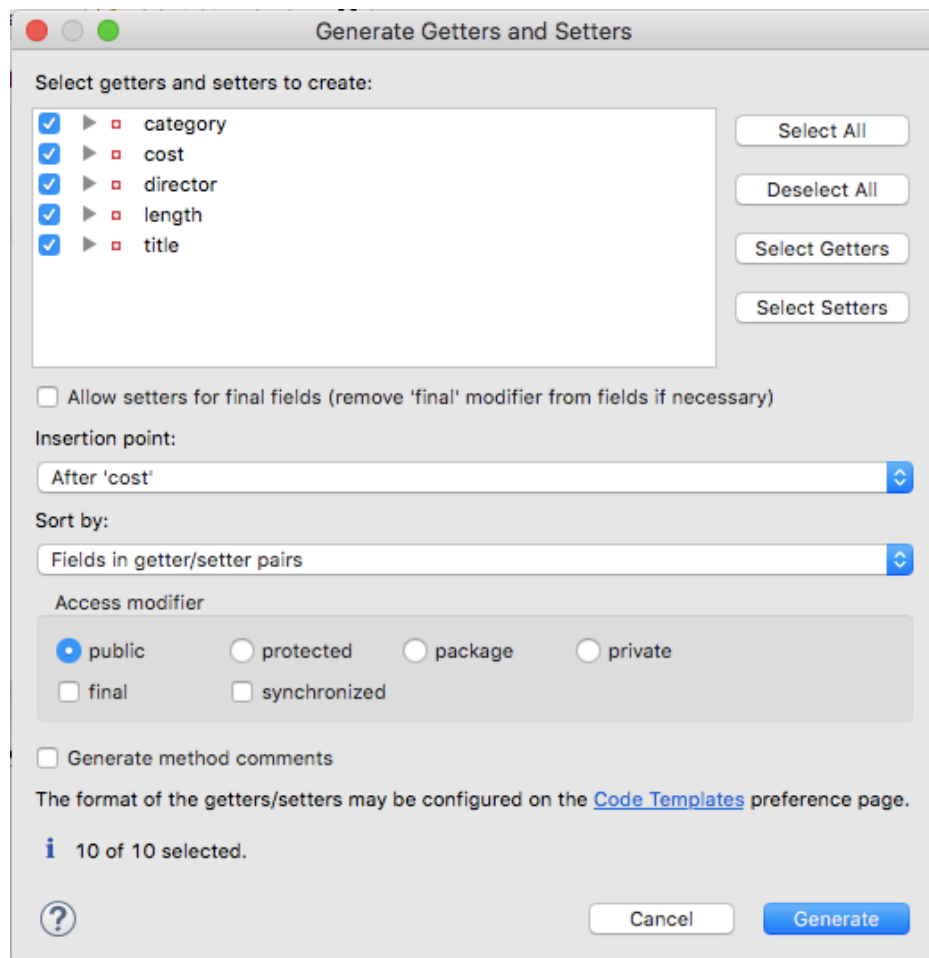 Generate Getters and Setters
Select getters and setters to create:
category
cost
director
length
title
Select All
Deselect All
Select Getters
Select Setters
Allow setters for final fields (remove 'final' modifier from fields if necessary)
Insertion point:
After 'cost'
Sort by:
Fields in getter/setter pairs
Access modifier
public protected package private
final synchronized
Generate method comments
The format of the getters/setters may be configured on the Code Templates preference page.
i 10 of 10 selected.
? Cancel Generate